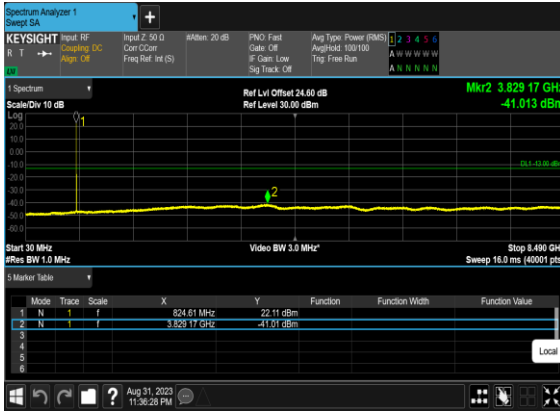 Spectrum Analyzer 1
Swept SA
+
KEYSIGHT
R T
Input: RF
Coupling: DC
Align: Off
Input Z: 50 Ω
Corr CCorr
Freq Ref: Int (S)
#Atten: 20 dB
PNO: Fast
Gate: Off
IF Gain: Low
Sig Track: Off
Avg Type: Power (RMS)
Avg|Hold: 100/100
Trig: Free Run
1 2 3 4 5 6
A W W W W W
A N N N N N
1 Spectrum
Scale/Div 10 dB
Ref Lvl Offset 24.60 dB
Ref Level 30.00 dBm
Mkr2 3.829 17 GHz
-41.013 dBm
Log
20.0
10.0
0.00
-10.0
-20.0
-30.0
-40.0
-50.0
-60.0
1
2
DL1 -13.00 dBm
Start 30 MHz
#Res BW 1.0 MHz
Video BW 3.0 MHz*
Stop 8.490 GHz
Sweep 16.0 ms (40001 pts)
5 Marker Table
Mode Trace Scale X Y Function Function Width Function Value
1 N 1 f 824.61 MHz 22.11 dBm
2 N 1 f 3.829 17 GHz -41.01 dBm
3
4
5
6
Local
?
Aug 31, 2023
11:36:28 PM